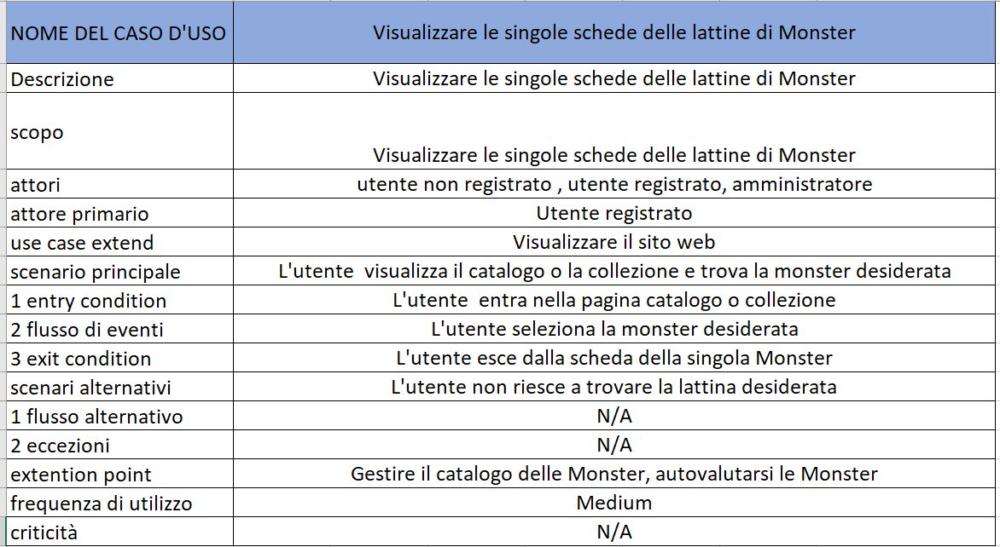 NOME DEL CASO D'USO Visualizzare le singole schede delle lattine di Monster
Descrizione Visualizzare le singole schede delle lattine di Monster
scopo Visualizzare le singole schede delle lattine di Monster
attori utente non registrato , utente registrato, amministratore
attore primario Utente registrato
use case extend Visualizzare il sito web
scenario principale L'utente  visualizza il catalogo o la collezione e trova la monster desiderata
1 entry condition L'utente  entra nella pagina catalogo o collezione
2 flusso di eventi L'utente seleziona la monster desiderata
3 exit condition L'utente esce dalla scheda della singola Monster
scenari alternativi L'utente non riesce a trovare la lattina desiderata
1 flusso alternativo N/A
2 eccezioni N/A
extention point Gestire il catalogo delle Monster, autovalutarsi le Monster
frequenza di utilizzo Medium
criticità N/A